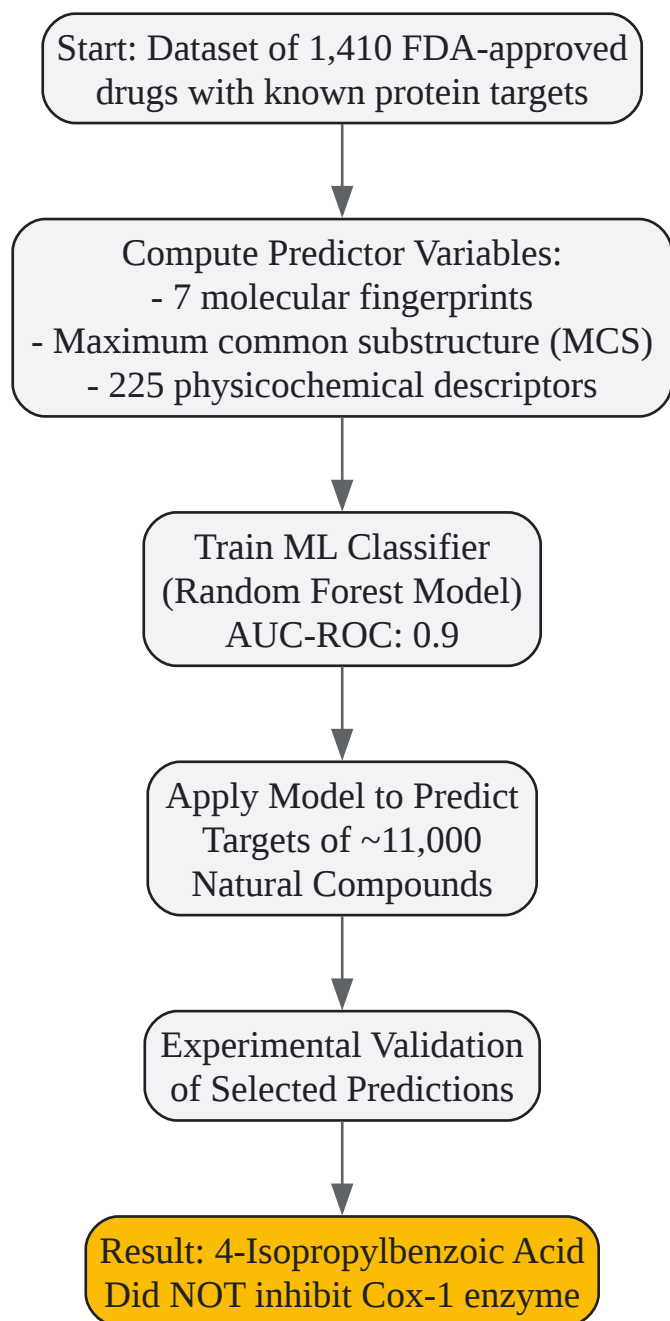 Start: Dataset of 1,410 FDA-approved
drugs with known protein targets
Compute Predictor Variables:
- 7 molecular fingerprints
- Maximum common substructure (MCS)
- 225 physicochemical descriptors
Train ML Classifier
(Random Forest Model)
AUC-ROC: 0.9
Apply Model to Predict
Targets of ~11,000
Natural Compounds
Experimental Validation
of Selected Predictions
Result: 4-Isopropylbenzoic Acid
Did NOT inhibit Cox-1 enzyme